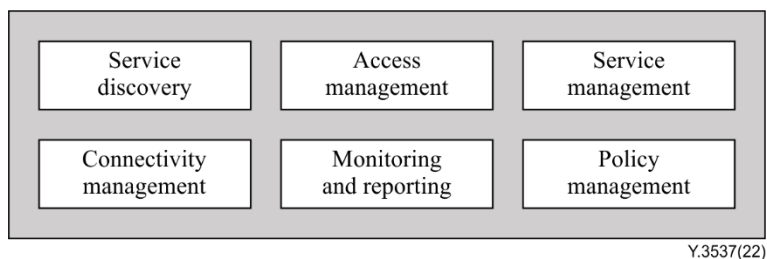 Service
discovery
Access
management
Service
management
Connectivity
management
Monitoring
and reporting
Policy
management
Y.3537(22)